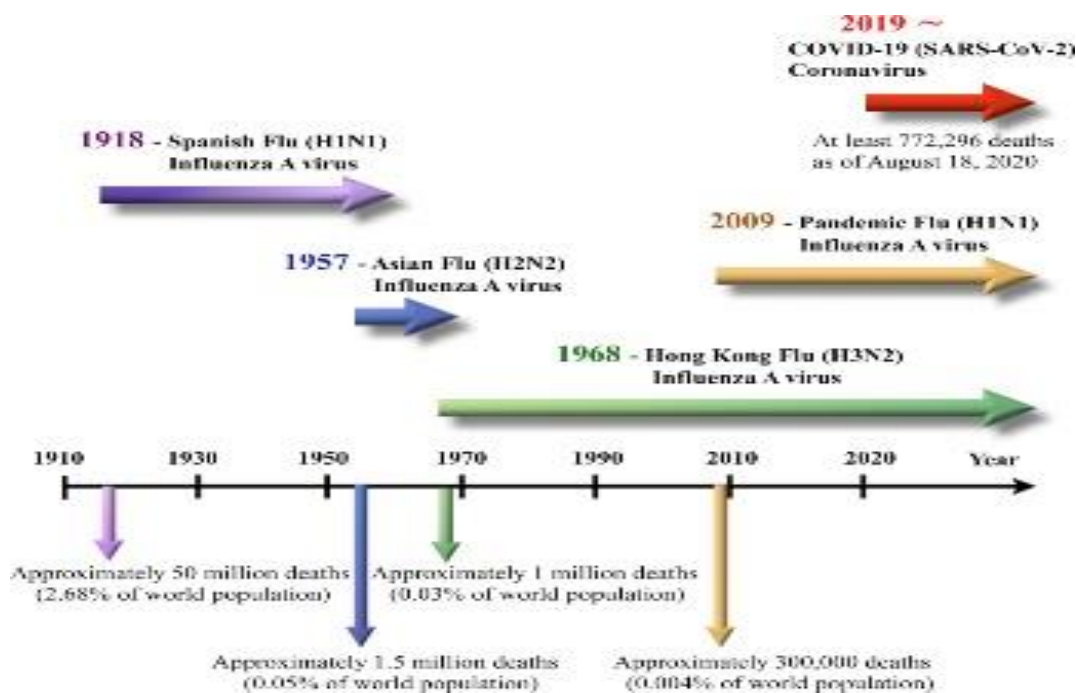 2019 ~
COVID-19 (SARS-CoV-2)
Coronavirus
At least 772,296 deaths
as of August 18, 2020
1918 - Spanish Flu (H1N1)
Influenza A virus
2009 - Pandemic Flu (H1N1)
Influenza A virus
1957 - Asian Flu (H2N2)
Influenza A virus
1968 - Hong Kong Flu (H3N2)
Influenza A virus
1910 1930 1950 1970 1990 2010 2020 Year
Approximately 50 million deaths
(2.68% of world population)
Approximately 1 million deaths
(0.03% of world population)
Approximately 1.5 million deaths
(0.05% of world population)
Approximately 300,000 deaths
(0.004% of world population)